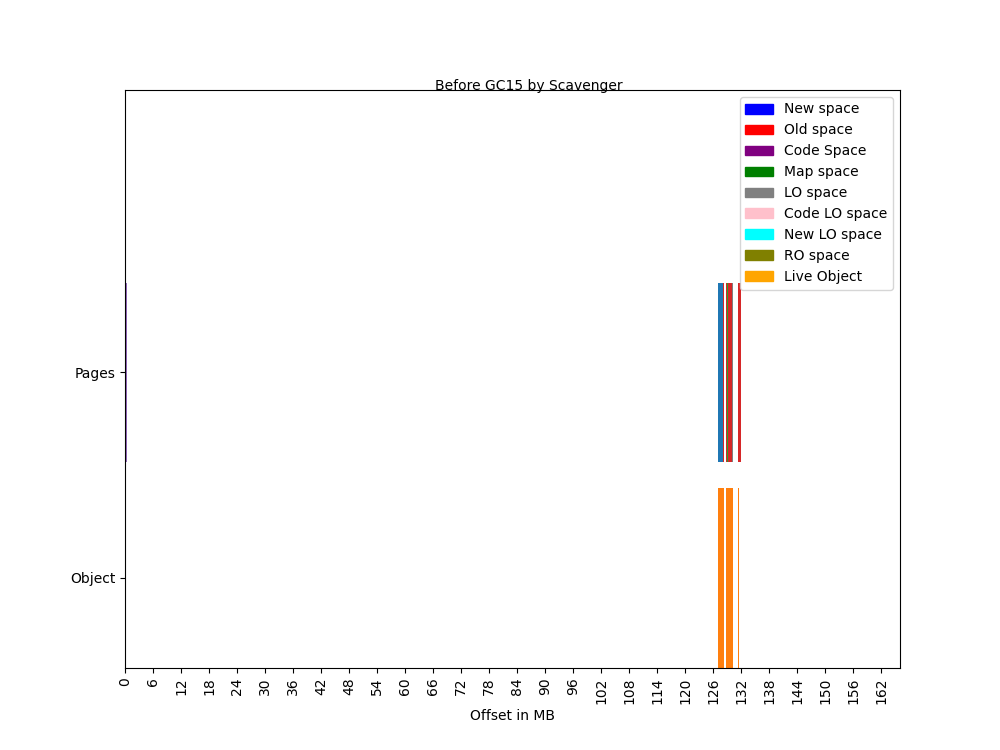 Before GC15 by Scavenger
New space
Old space
Code Space
Map space
LO space
Code LO space
New LO space
RO space
Live Object
Pages
Object
0 6 12 18 24 30 36 42 48 54 60 66 72 78 84 90 96 102 108 114 120 126 132 138 144 150 156 162
Offset in MB